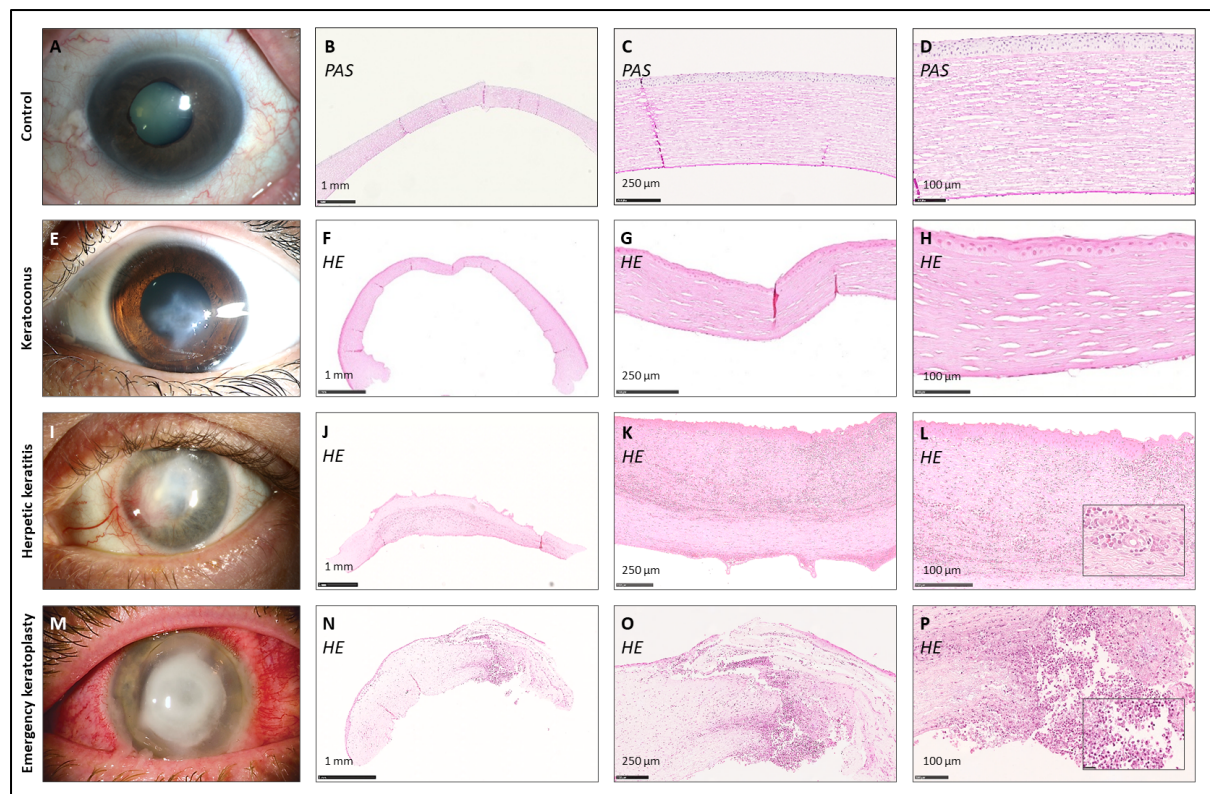 Control
A
B
PAS
1 mm
C
PAS
250 µm
D
PAS
100 µm
Keratoconus
E
F
HE
1 mm
G
HE
250 µm
H
HE
100 µm
Herpetic keratitis
I
J
HE
1 mm
K
HE
250 µm
L
HE
100 µm
Emergency keratoplasty
M
N
HE
1 mm
O
HE
250 µm
P
HE
100 µm